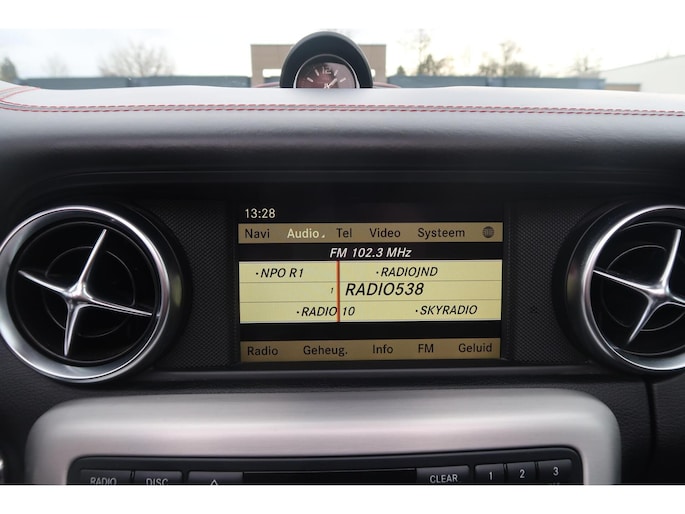 13:28
Navi Audio Tel Video Systeem
FM 102.3 MHz
·NPO R1 ·RADIOJND
1 RADIO538
·RADIO 10 ·SKYRADIO
Radio Geheug. Info FM Geluid
RADIO DISC CLEAR 1 2 3